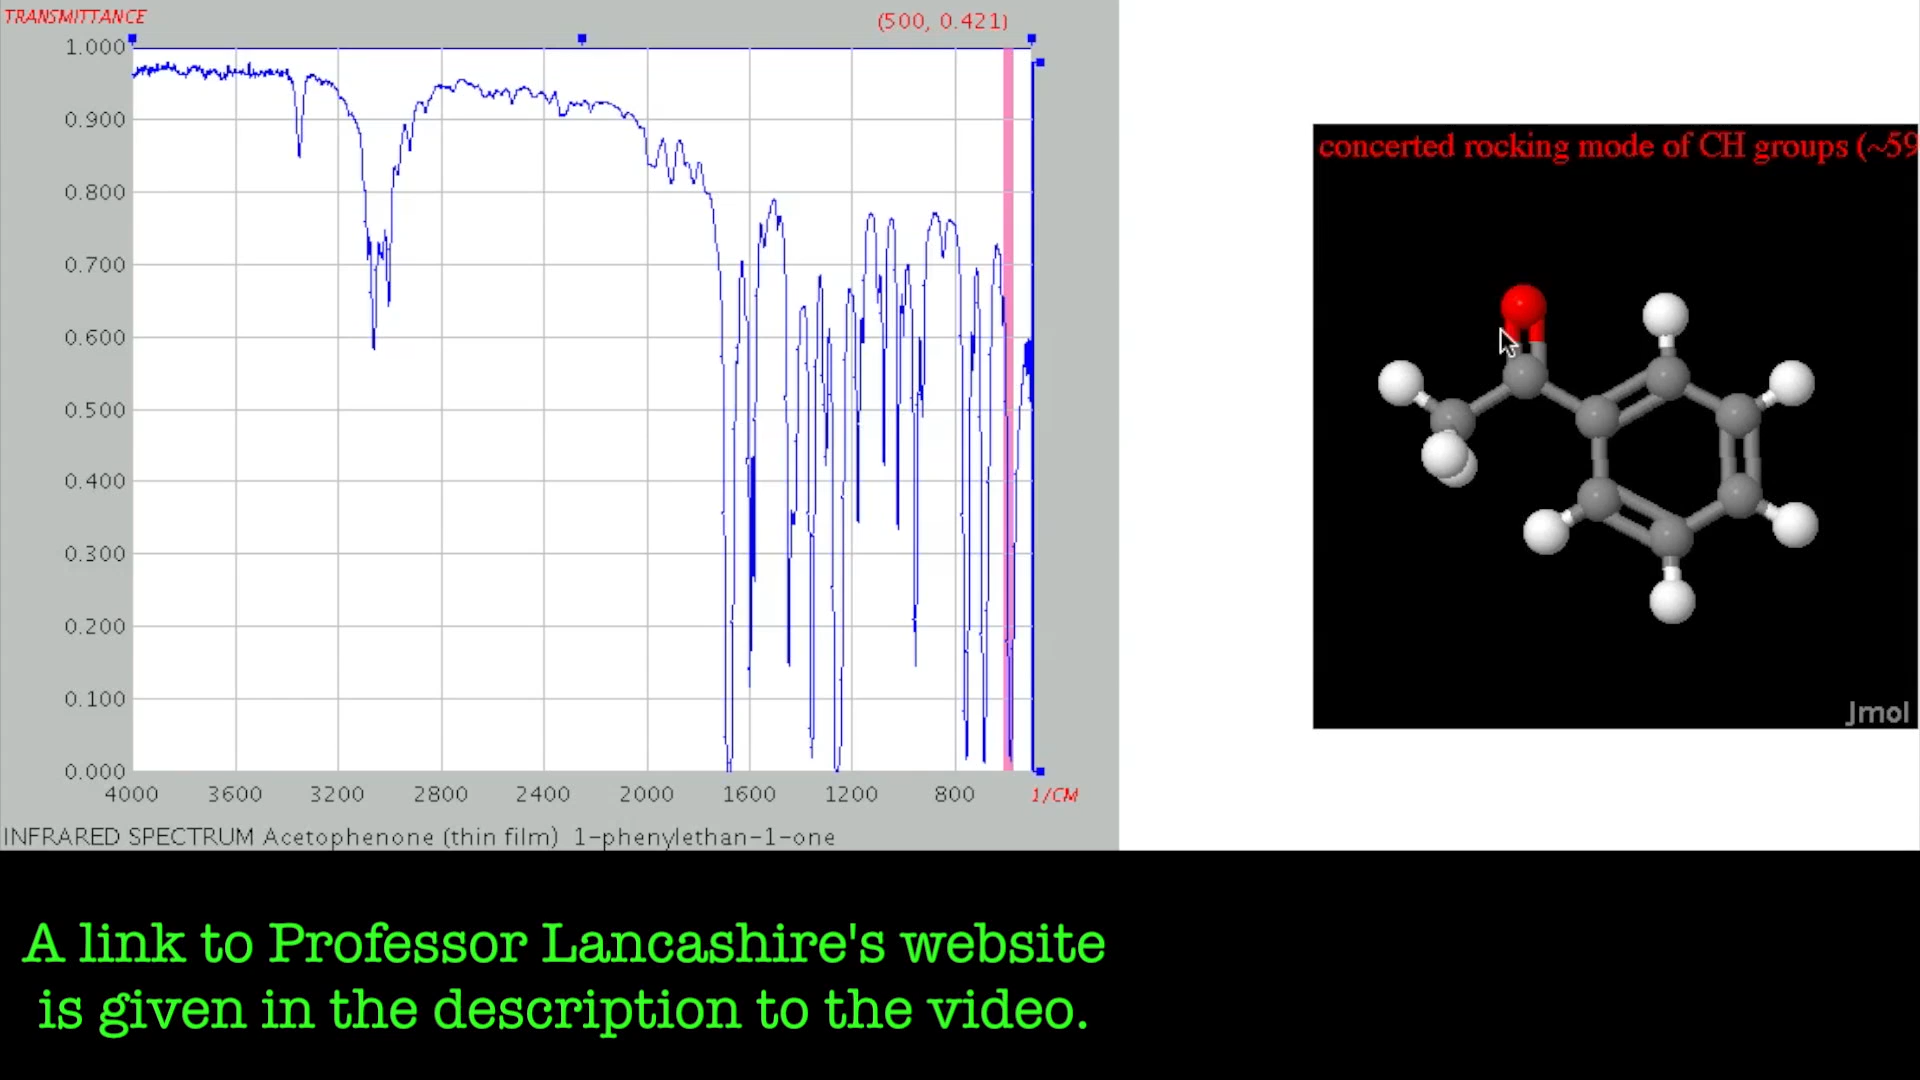 TRANSMITTANCE
(500, 0.421)
1.000
0.900
0.800
0.700
0.600
0.500
0.400
0.300
0.200
0.100
0.000
4000 3600 3200 2800 2400 2000 1600 1200 800 1/CM
INFRARED SPECTRUM Acetophenone (thin film) 1-phenylethan-1-one
concerted rocking mode of CH groups (~59
Jmol
A link to Professor Lancashire's website
is given in the description to the video.